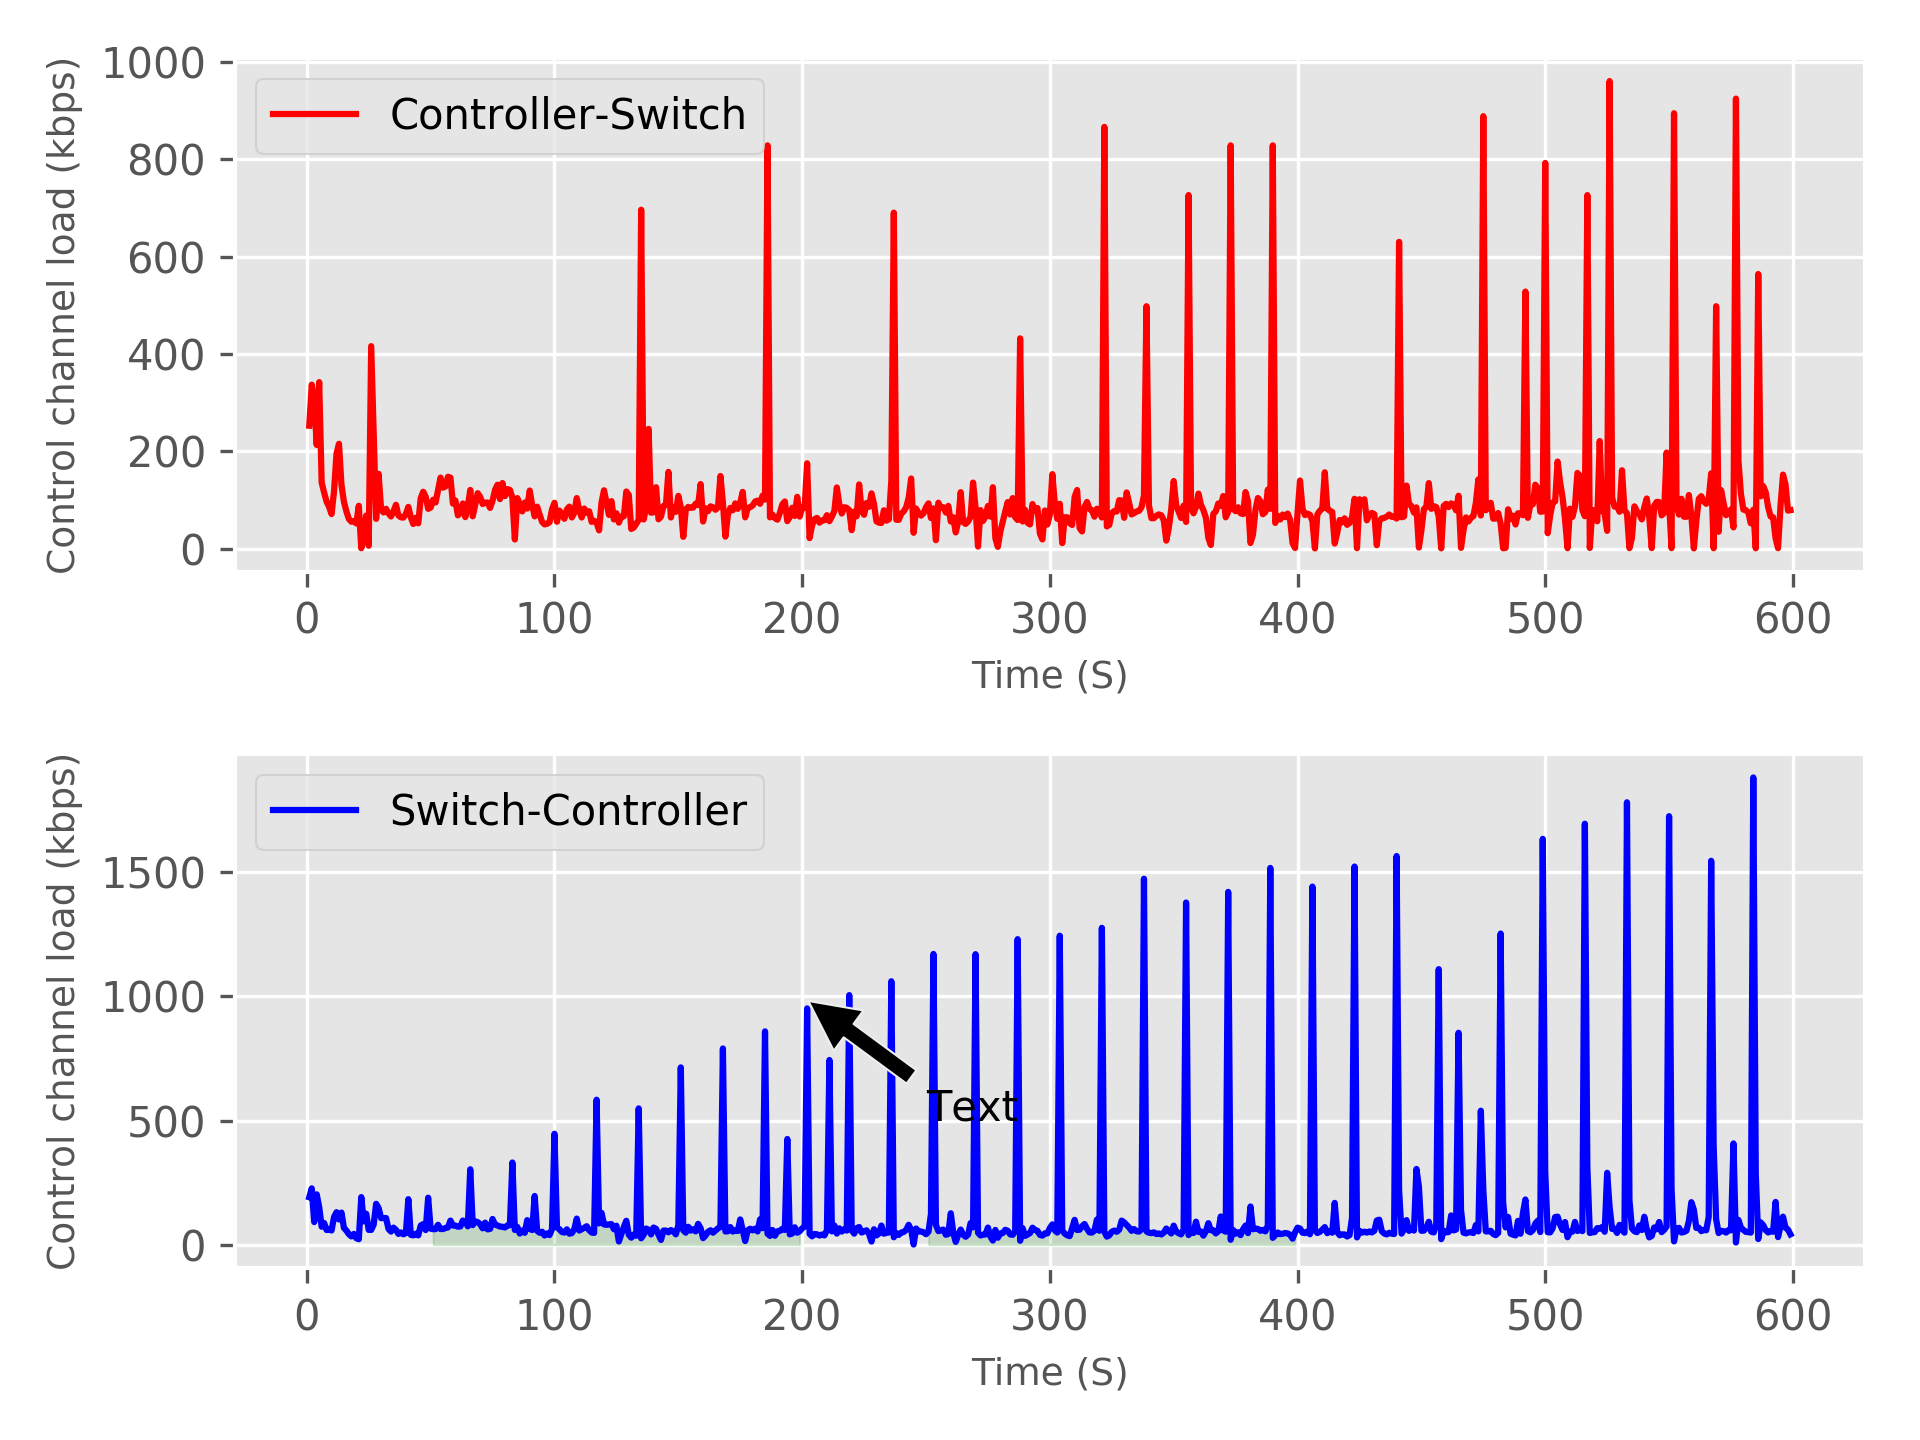 Control channel load (kbps)
1000
800
600
400
200
0
Controller-Switch
0 100 200 300 400 500 600
Time (S)
Control channel load (kbps)
1500
1000
500
0
Switch-Controller
Text
0 100 200 300 400 500 600
Time (S)